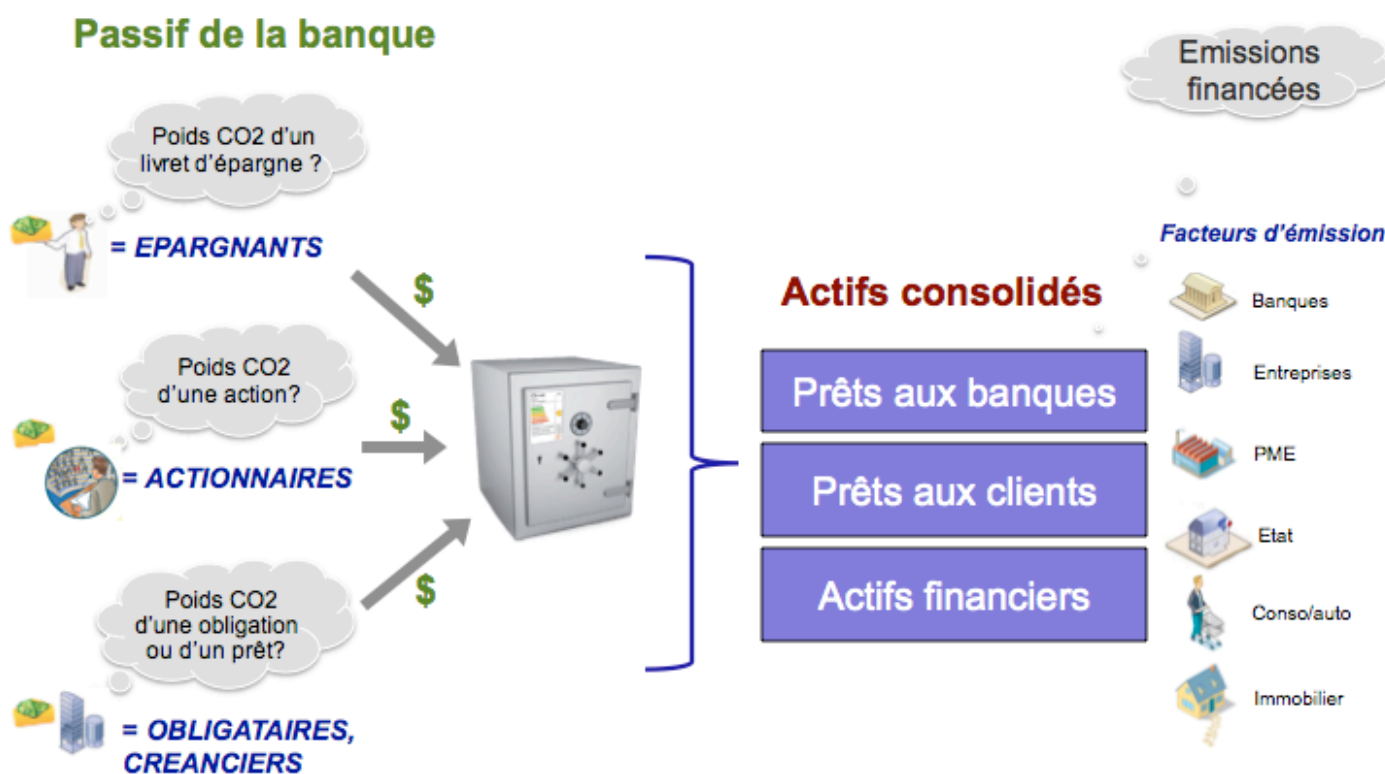 Passif de la banque
Poids CO2 d'un
livret d'épargne ?
= EPARGNANTS
$
Poids CO2
d'une action?
$
= ACTIONNAIRES
Poids CO2
d'une obligation
ou d'un prêt?
$
= OBLIGATAIRES,
CREANCIERS
Actifs consolidés
Prêts aux banques
Prêts aux clients
Actifs financiers
Emissions
financées
Facteurs d'émission
Banques
Entreprises
PME
Etat
Conso/auto
Immobilier